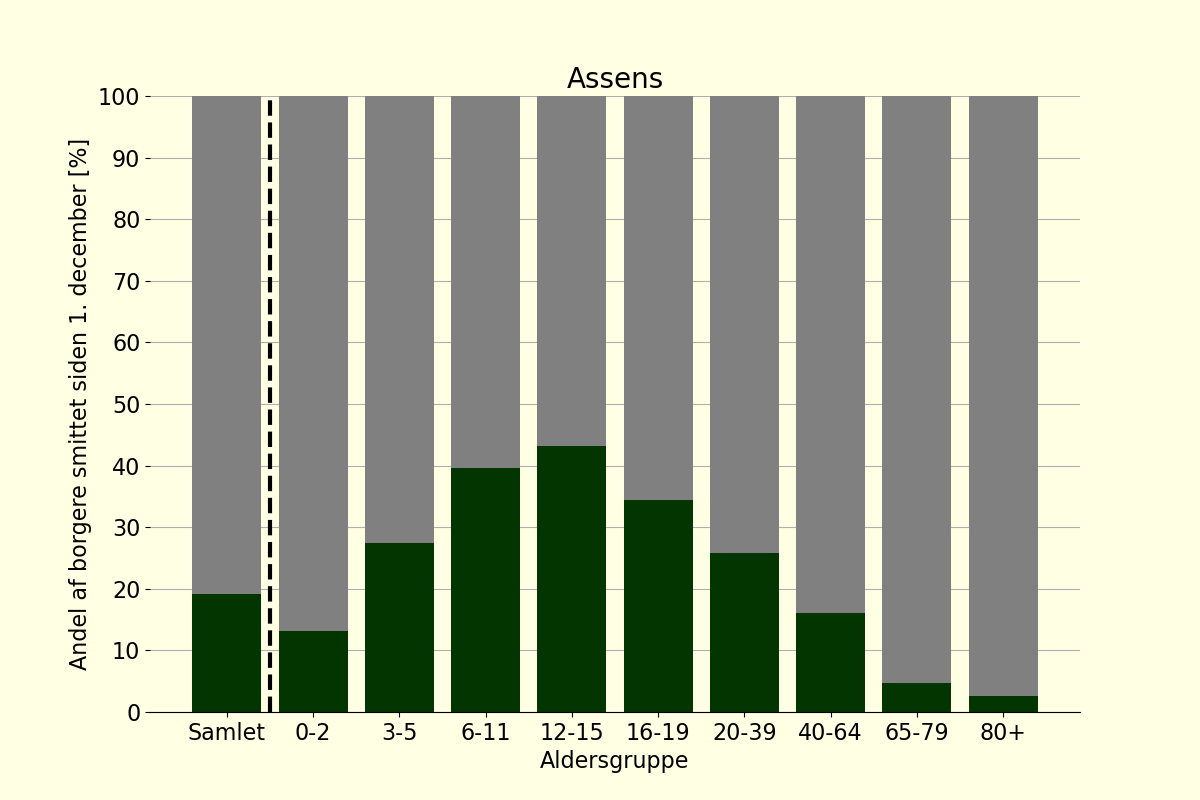 Assens
Andel af borgere smittet siden 1. december [%]
100
90
80
70
60
50
40
30
20
10
0
Samlet 0-2 3-5 6-11 12-15 16-19 20-39 40-64 65-79 80+
Aldersgruppe